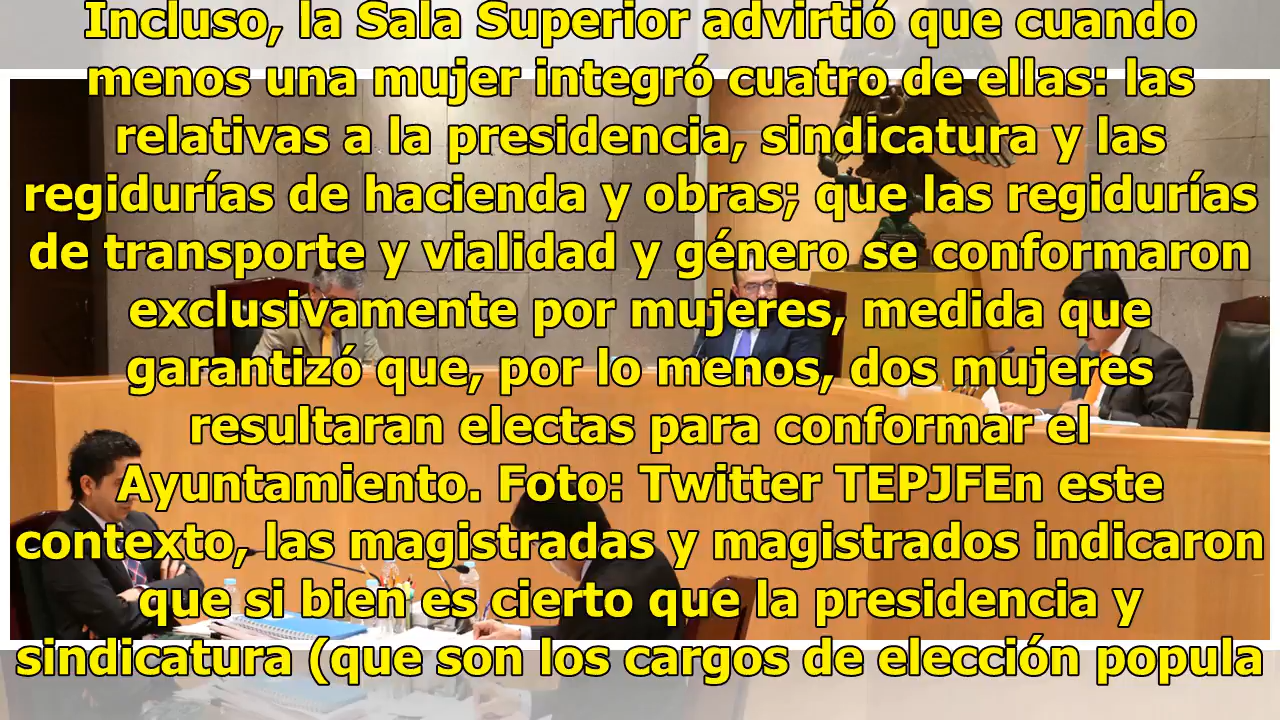 Incluso, la Sala Superior advirtió que cuando
menos una mujer integró cuatro de ellas: las
relativas a la presidencia, sindicatura y las
regidurías de hacienda y obras; que las regidurías
de transporte y vialidad y género se conformaron
exclusivamente por mujeres, medida que
garantizó que, por lo menos, dos mujeres
resultaran electas para conformar el
Ayuntamiento. Foto: Twitter TEPJFEn este
contexto, las magistradas y magistrados indicaron
que si bien es cierto que la presidencia y
sindicatura (que son los cargos de elección popula